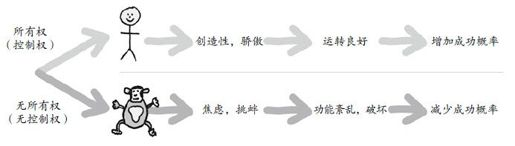 所有权
（控制权）
创造性，骄傲
运转良好
增加成功概率
无所有权
（无控制权）
焦虑，挑衅
功能紊乱，破坏
减少成功概率